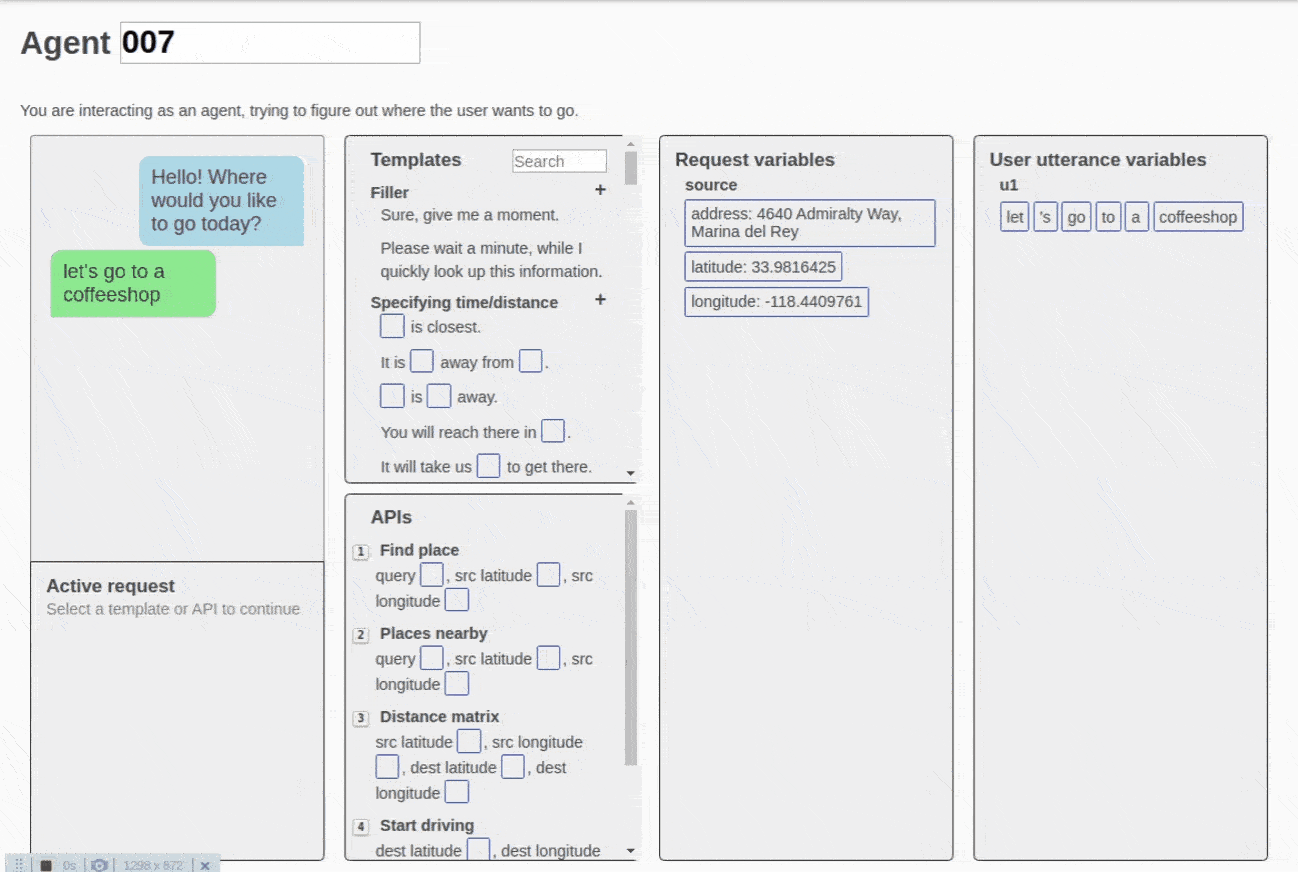 Agent 007
You are interacting as an agent, trying to figure out where the user wants to go.
Hello! Where
would you like
to go today?
let's go to a
coffeeshop
Active request
Select a template or API to continue
Templates Search
Filler +
Sure, give me a moment.
Please wait a minute, while I
quickly look up this information.
Specifying time/distance +
is closest.
It is away from .
is away.
You will reach there in .
It will take us to get there.
APIs
1 Find place
query , src latitude , src
longitude
2 Places nearby
query , src latitude , src
longitude
3 Distance matrix
src latitude , src longitude
, dest latitude , dest
longitude
4 Start driving
dest latitude , dest longitude
Request variables
source
address: 4640 Admiralty Way,
Marina del Rey
latitude: 33.9816425
longitude: -118.4409761
User utterance variables
u1
let 's go to a coffeeshop
0s 1298 x 872